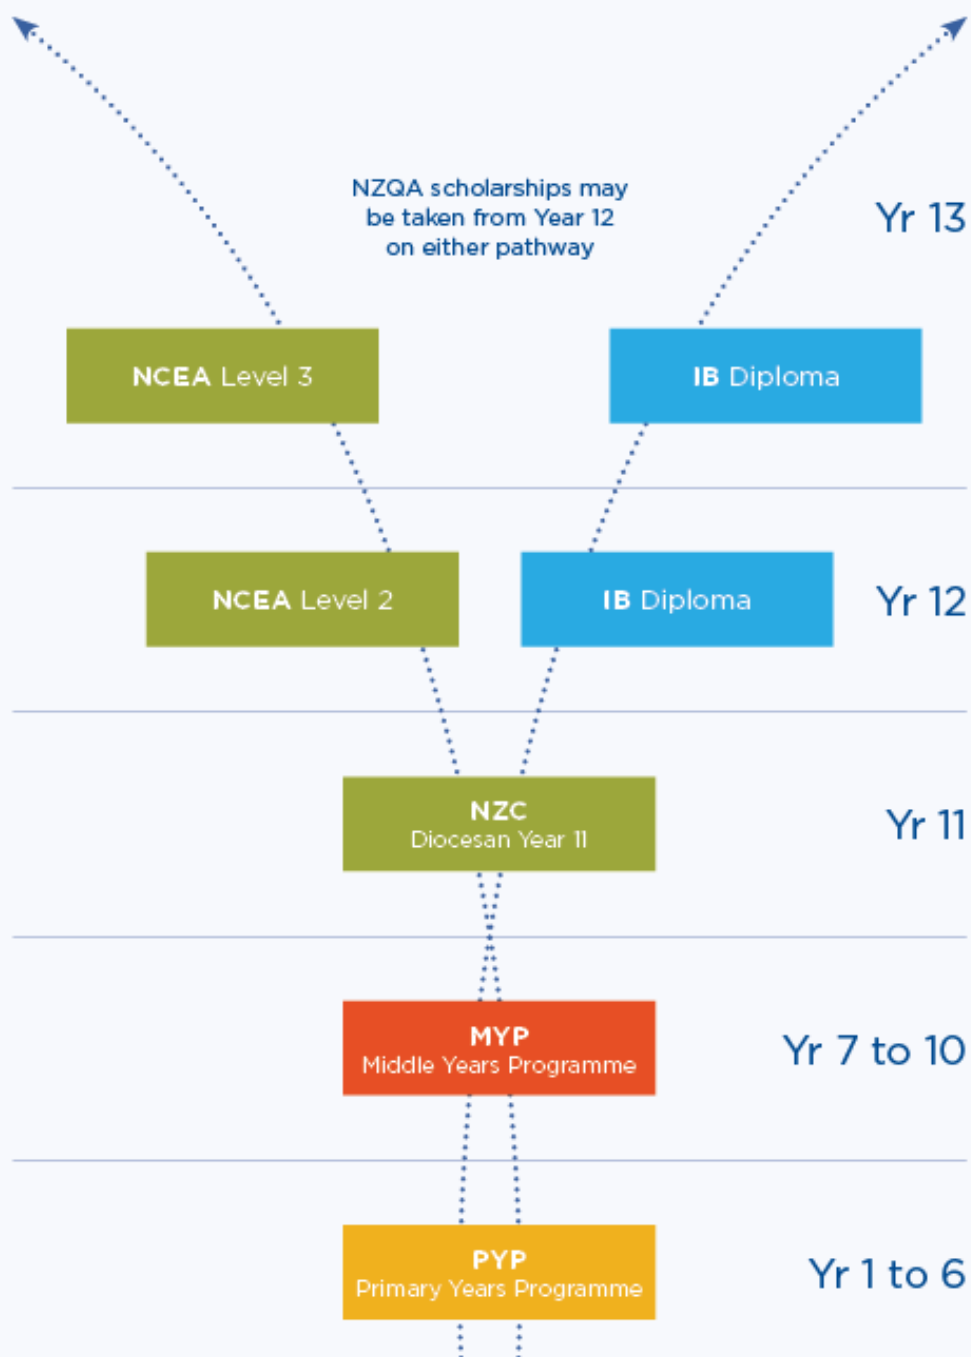 NZQA scholarships may
be taken from Year 12
on either pathway
Yr 13
NCEA Level 3
IB Diploma
NCEA Level 2
IB Diploma
Yr 12
NZC
Diocesan Year 11
Yr 11
MYP
Middle Years Programme
Yr 7 to 10
PYP
Primary Years Programme
Yr 1 to 6